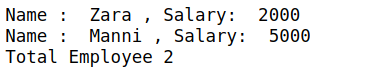 Name :  Zara , Salary:  2000
Name :  Manni , Salary:  5000
Total Employee 2